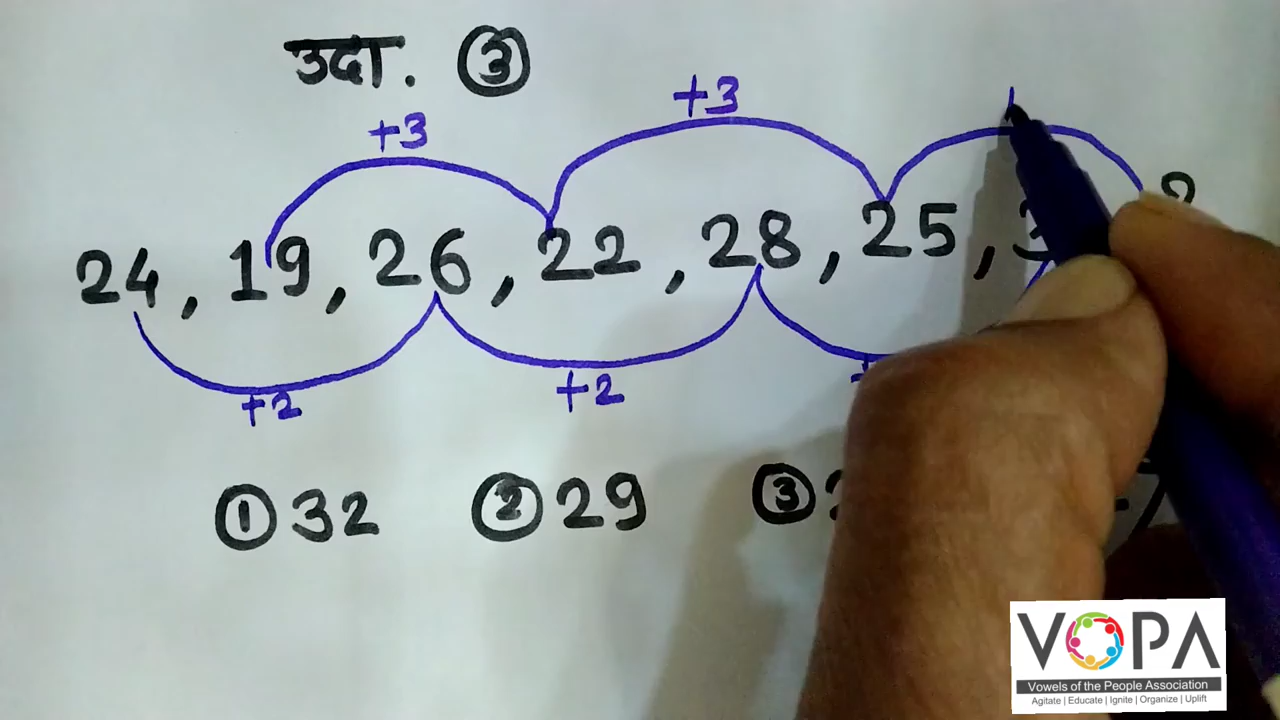 उदा. ③
+3 +3
24, 19, 26, 22, 28, 25, 3
+2 +2
① 32 ② 29 ③
VOPA
Vowels of the People Association
Agitate | Educate | Ignite | Organize | Uplift